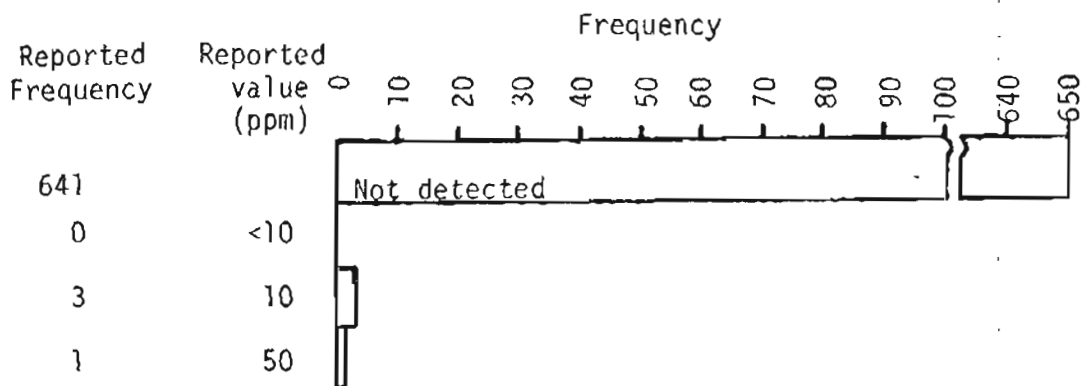 Frequency
Reported Frequency
Reported value (ppm)
0 10 20 30 40 50 60 70 80 90 100 640 650
641 Not detected
0 <10
3 10
1 50